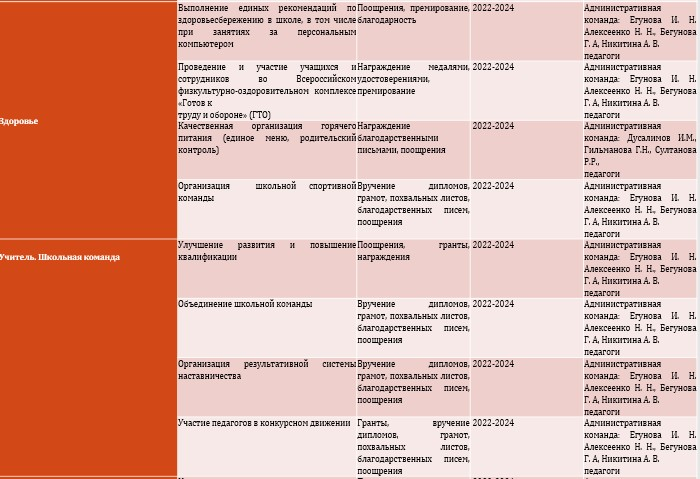 Выполнение единых рекомендаций по
здоровьесбережению в школе, в том числе
при занятиях за персональным
компьютером
Поощрения, премирование,
благодарность
2022-2024
Административная
команда: Егунова И. Н.
Алексеенко Н. Н., Бегунова
Г. А, Никитина А. В.
педагоги
Здоровье
Проведение и участие учащихся и
сотрудников во Всероссийском
физкультурно-оздоровительном комплекс
«Готов к
труду и обороне» (ГТО)
Награждение медалями,
удостоверениями,
премирование
2022-2024
Административная
команда: Егунова И. Н.
Алексеенко Н. Н., Бегунова
Г. А, Никитина А. В.
педагоги
Качественная организация горячего
питания (единое меню, родительский
контроль)
Награждение
благодарственными
письмами, поощрения
2022-2024
Административная
команда: Дусалимов И.М.,
Гильманова Г.Н., Султанова
Р.Р.,
педагоги
Организация школьной спортивной
команды
Вручение дипломов,
грамот, похвальных листов,
благодарственных писем,
поощрения
2022-2024
Административная
команда: Егунова И. Н.
Алексеенко Н. Н., Бегунова
Г. А, Никитина А. В.
педагоги
Учитель. Школьная команда
Улучшение развития и повышение
квалификации
Поощрения, гранты,
награждения
2022-2024
Административная
команда: Егунова И. Н.
Алексеенко Н. Н., Бегунова
Г. А, Никитина А. В.
педагоги
Объединение школьной команды
Вручение дипломов,
грамот, похвальных листов,
благодарственных писем,
поощрения
2022-2024
Административная
команда: Егунова И. Н.
Алексеенко Н. Н., Бегунова
Г. А, Никитина А. В.
педагоги
Организация результативной системы
наставничества
Вручение дипломов,
грамот, похвальных листов,
благодарственных писем,
поощрения
2022-2024
Административная
команда: Егунова И. Н.
Алексеенко Н. Н., Бегунова
Г. А, Никитина А. В.
педагоги
Участие педагогов в конкурсном движении
Гранты, вручение
дипломов, грамот,
похвальных листов,
благодарственных писем,
поощрения
2022-2024
Административная
команда: Егунова И. Н.
Алексеенко Н. Н., Бегунова
Г. А, Никитина А. В.
педагоги